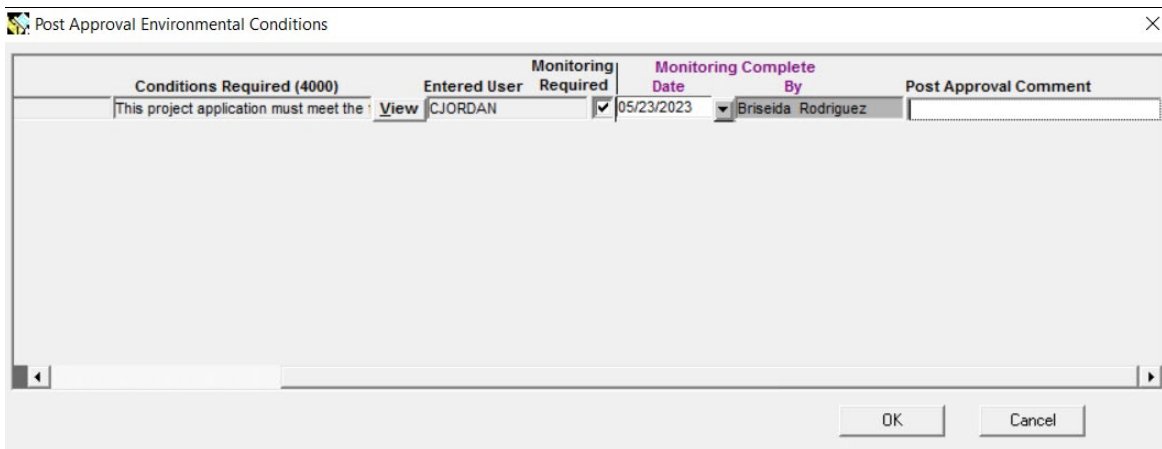 Post Approval Environmental Conditions
Monitoring Monitoring Complete
Conditions Required (4000) Entered User Required Date By Post Approval Comment
This project application must meet the View CJORDAN 05/23/2023 Briseida Rodriguez
OK Cancel